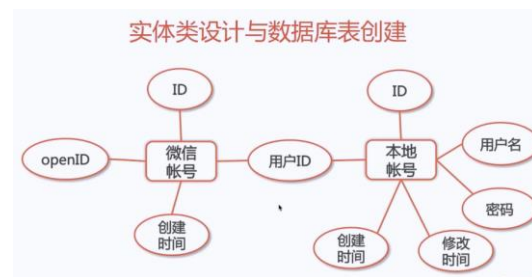 实体类设计与数据库表创建
ID
ID
openID
微信
帐号
用户ID
本地
帐号
用户名
密码
创建
时间
创建
时间
修改
时间